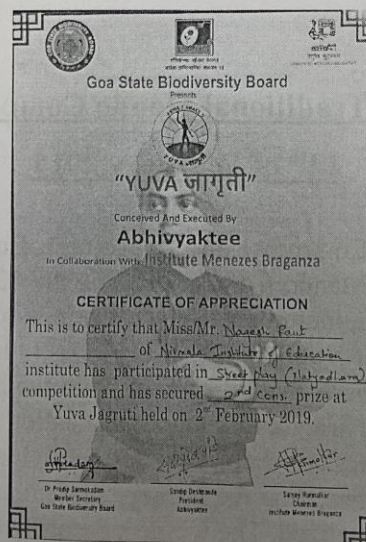 Goa State Biodiversity Board
Presents
YUVA जागृती
"YUVA जागृती"
Conceived And Executed By
Abhivyaktee
In Collaboration With Institute Menezes Braganza
CERTIFICATE OF APPRECIATION
This is to certify that Miss/Mr. Nagesh Raut
of Nirmala Institute of Education
institute has participated in Street Play
competition and has secured 2nd cons. prize at
Yuva Jagruti held on 2nd February 2019.
Dr Pradip Sarmokadam
Member Secretary
Goa State Biodiversity Board
Sandip Deshmande
President
Abhivyaktee
Sanjay Harmalkar
Chairman
Institute Menezes Braganza